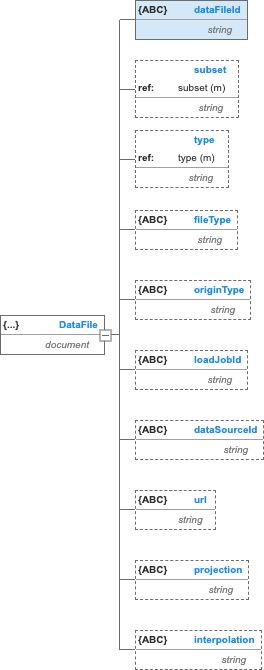 {ABC} dataFileId
string
subset
ref: subset (m)
string
type
ref: type (m)
string
{ABC} fileType
string
{ABC} originType
string
{...} DataFile
document
{ABC} loadJobId
string
{ABC} dataSourceId
string
{ABC} url
string
{ABC} projection
string
{ABC} interpolation
string